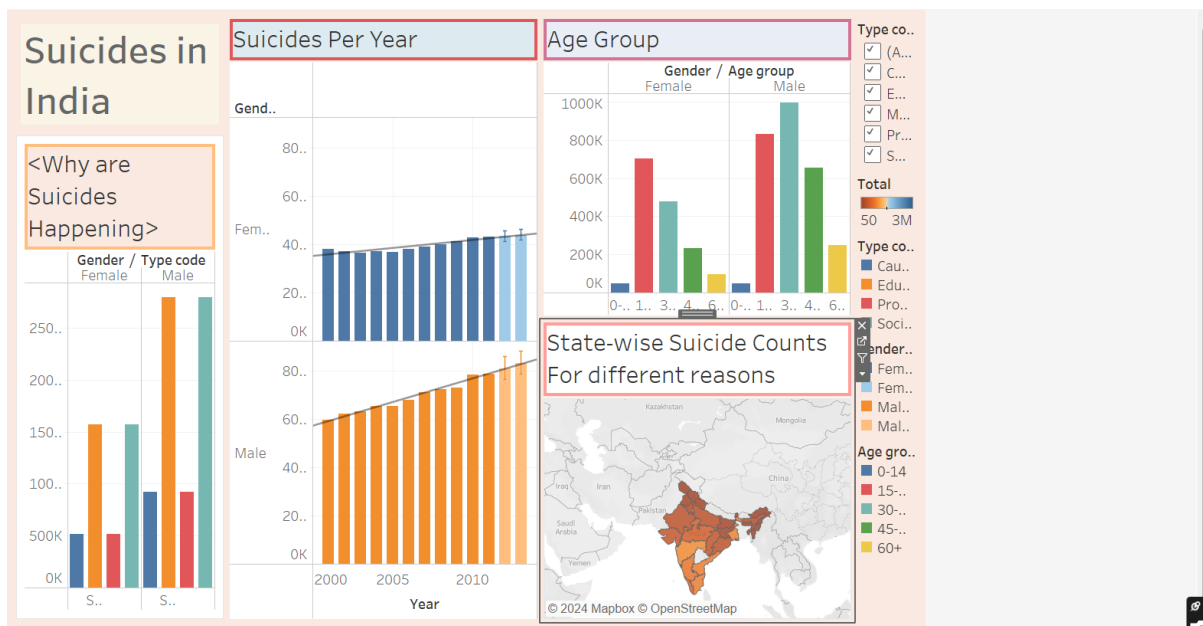 Suicides in
India
<Why are
Suicides
Happening>
Gender / Type code
Female
Male
250..
200..
150..
100..
500K
0K
S..
S..
Suicides Per Year
Gend..
80..
60..
Fem..
40..
20..
0K
80..
60..
Male
40..
20..
0K
2000
2005
2010
Year
Age Group
Gender / Age group
Female
Male
1000K
800K
600K
400K
200K
0K
0-..
1..
3..
4..
6..
0-..
1..
3..
4..
6..
State-wise Suicide Counts
For different reasons
Kazakhstan
Mongolia
China
Iraq
Iran
Pakistan
Saudi
Arabia
Yemen
© 2024 Mapbox © OpenStreetMap
Type co..
(A...
C...
E...
M...
Pr...
S...
Total
50 3M
Type co..
Cau..
Edu..
Pro..
Soci..
ender..
Fem..
Fem..
Mal..
Mal..
Age gro..
0-14
15-..
30-..
45-..
60+